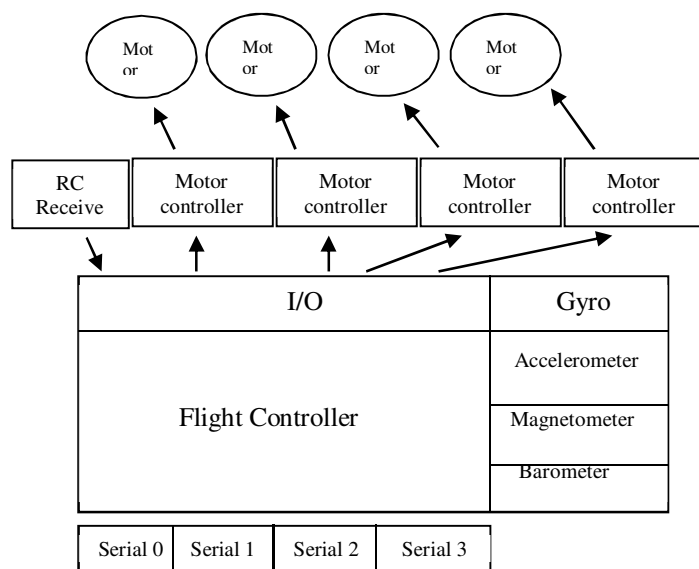 Mot
or
Mot
or
Mot
or
Mot
or
RC
Receive
Motor
controller
Motor
controller
Motor
controller
Motor
controller
I/O
Gyro
Flight Controller
Accelerometer
Magnetometer
Barometer
Serial 0
Serial 1
Serial 2
Serial 3